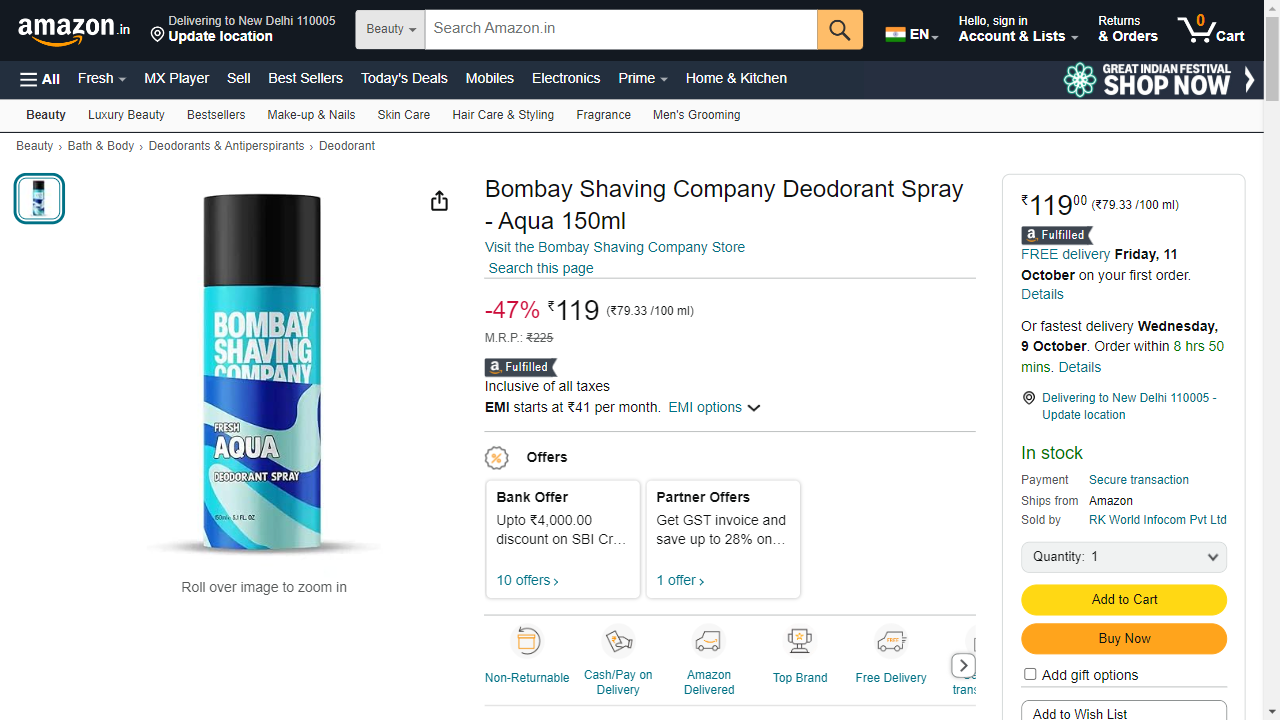 amazon.in
Delivering to New Delhi 110005
Update location
Beauty
Search Amazon.in
EN
Hello, sign in
Account & Lists
Returns
& Orders
0
Cart
All
Fresh
MX Player
Sell
Best Sellers
Today's Deals
Mobiles
Electronics
Prime
Home & Kitchen
GREAT INDIAN FESTIVAL
SHOP NOW
Beauty
Luxury Beauty
Bestsellers
Make-up & Nails
Skin Care
Hair Care & Styling
Fragrance
Men's Grooming
Beauty › Bath & Body › Deodorants & Antiperspirants › Deodorant
BOMBAY
SHAVING
COMPANY
FRESH
AQUA
DEODORANT SPRAY
150ml e 5.1 FL. OZ
Roll over image to zoom in
Bombay Shaving Company Deodorant Spray
- Aqua 150ml
Visit the Bombay Shaving Company Store
Search this page
-47% ₹119 (₹79.33 /100 ml)
M.R.P.: ₹225
a Fulfilled
Inclusive of all taxes
EMI starts at ₹41 per month. EMI options
Offers
Bank Offer
Upto ₹4,000.00
discount on SBI Cr…
10 offers ›
Partner Offers
Get GST invoice and
save up to 28% on…
1 offer ›
Non-Returnable
Cash/Pay on
Delivery
Amazon
Delivered
Top Brand
FREE
Free Delivery
trans
₹11900 (₹79.33 /100 ml)
a Fulfilled
FREE delivery Friday, 11
October on your first order.
Details
Or fastest delivery Wednesday,
9 October. Order within 8 hrs 50
mins. Details
Delivering to New Delhi 110005 -
Update location
In stock
Payment Secure transaction
Ships from Amazon
Sold by RK World Infocom Pvt Ltd
Quantity: 1
Add to Cart
Buy Now
Add gift options
Add to Wish List